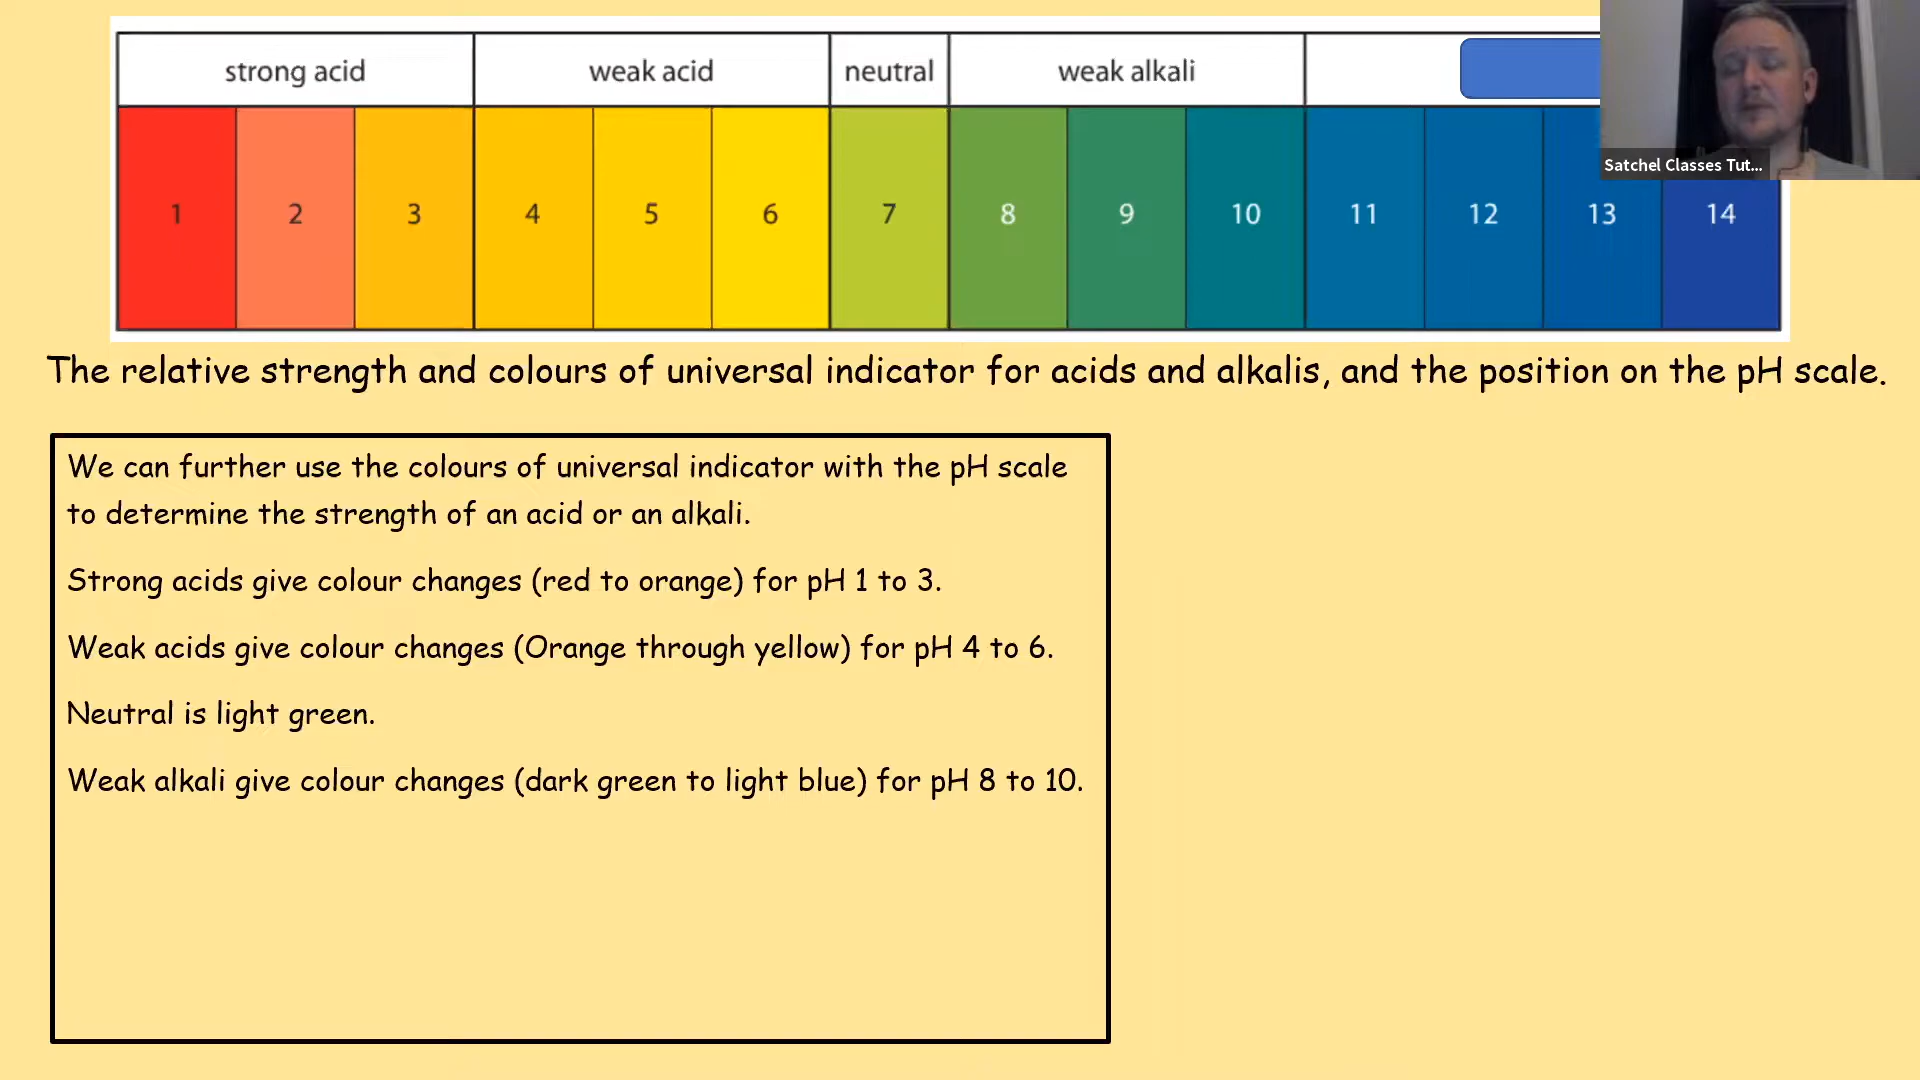 strong acid weak acid neutral weak alkali
Satchel Classes Tut...
1 2 3 4 5 6 7 8 9 10 11 12 13 14
The relative strength and colours of universal indicator for acids and alkalis, and the position on the pH scale.
We can further use the colours of universal indicator with the pH scale
to determine the strength of an acid or an alkali.
Strong acids give colour changes (red to orange) for pH 1 to 3.
Weak acids give colour changes (Orange through yellow) for pH 4 to 6.
Neutral is light green.
Weak alkali give colour changes (dark green to light blue) for pH 8 to 10.